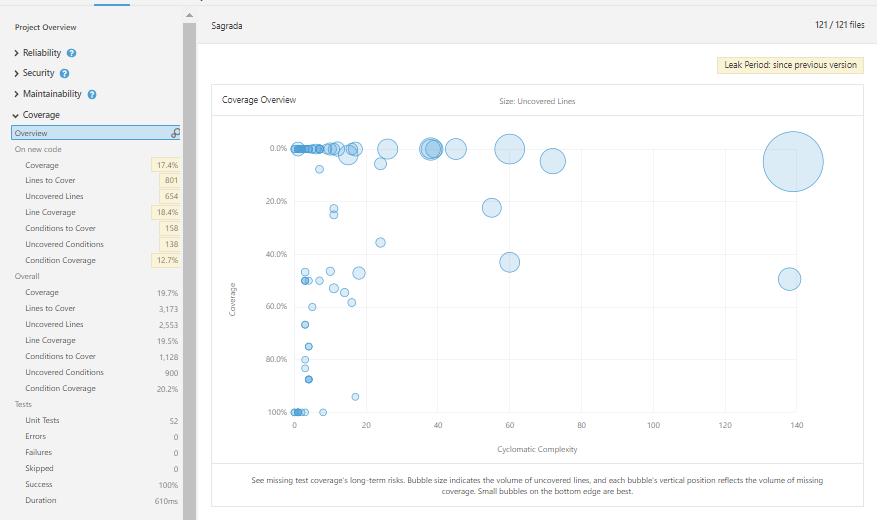 Project Overview
Reliability ?
Security ?
Maintainability ?
Coverage
Overview
On new code
Coverage 17.4%
Lines to Cover 801
Uncovered Lines 654
Line Coverage 18.4%
Conditions to Cover 158
Uncovered Conditions 138
Condition Coverage 12.7%
Overall
Coverage 19.7%
Lines to Cover 3,173
Uncovered Lines 2,553
Line Coverage 19.5%
Conditions to Cover 1,128
Uncovered Conditions 900
Condition Coverage 20.2%
Tests
Unit Tests 52
Errors 0
Failures 0
Skipped 0
Success 100%
Duration 610ms
Sagrada 121 / 121 files
Leak Period: since previous version
Coverage Overview Size: Uncovered Lines
0.0%
20.0%
40.0%
60.0%
80.0%
100%
Coverage
0 20 40 60 80 100 120 140
Cyclomatic Complexity
See missing test coverage's long-term risks. Bubble size indicates the volume of uncovered lines, and each bubble's vertical position reflects the volume of missing
coverage. Small bubbles on the bottom edge are best.